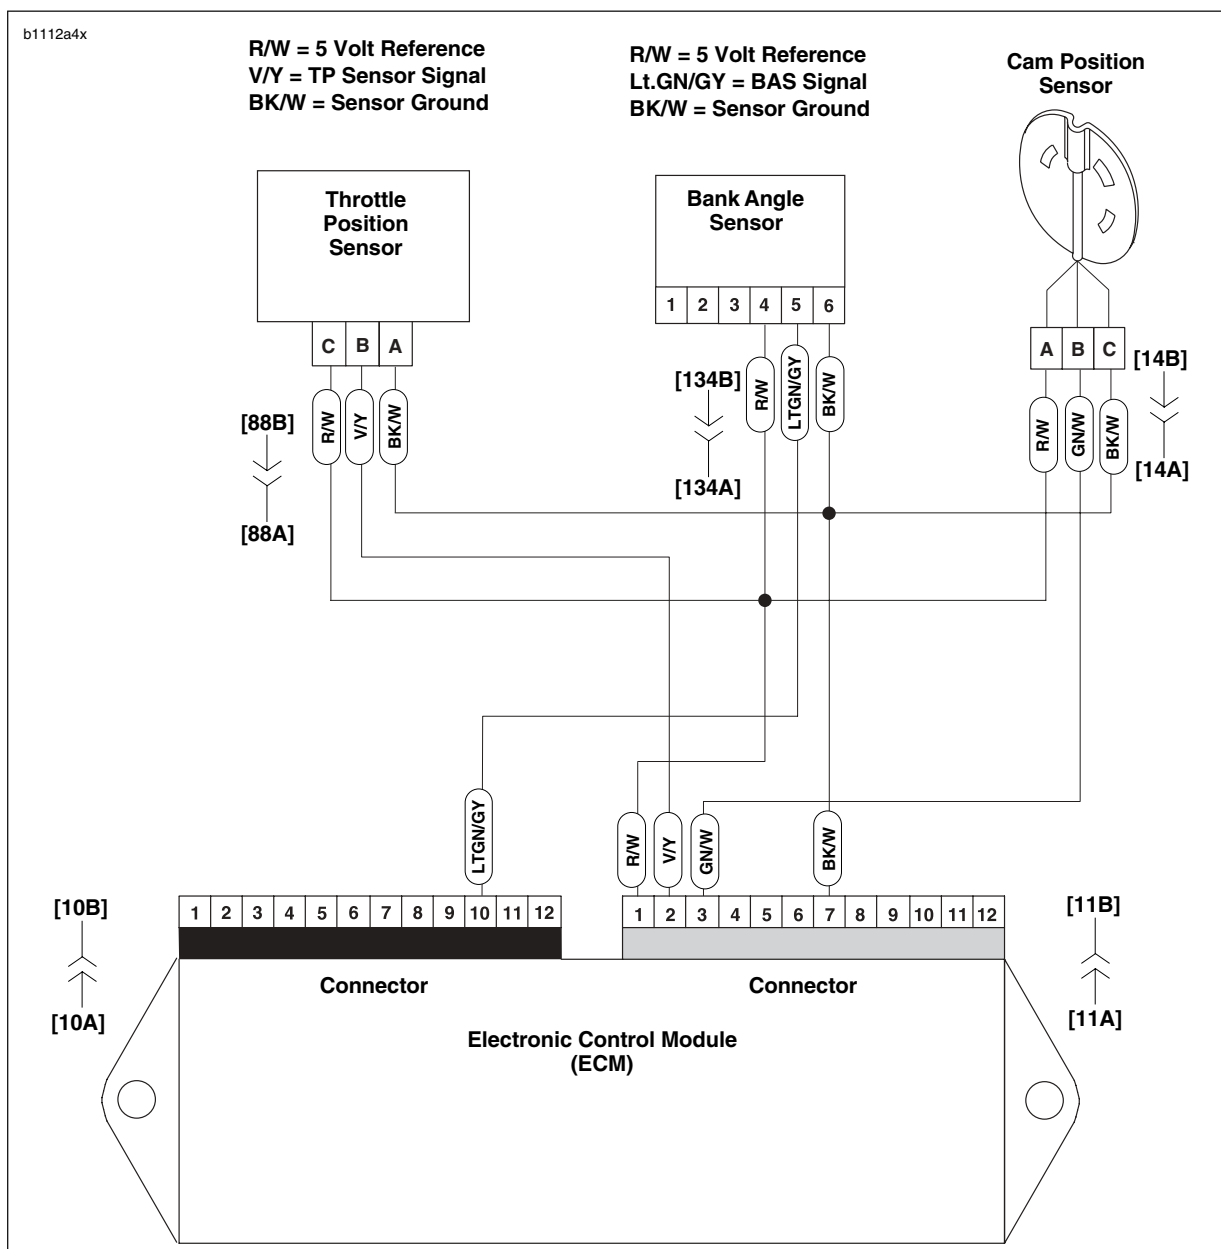 b1112a4x
R/W = 5 Volt Reference
V/Y = TP Sensor Signal
BK/W = Sensor Ground
R/W = 5 Volt Reference
Lt.GN/GY = BAS Signal
BK/W = Sensor Ground
Cam Position
Sensor
Throttle
Position
Sensor
Bank Angle
Sensor
1 2 3 4 5 6
C B A
A B C
[88B]
[88A]
R/W V/Y BK/W
[134B]
[134A]
R/W LTGN/GY BK/W
R/W GN/W BK/W
[14B]
[14A]
LTGN/GY
R/W V/Y GN/W BK/W
[10B]
[10A]
1 2 3 4 5 6 7 8 9 10 11 12
1 2 3 4 5 6 7 8 9 10 11 12
[11B]
[11A]
Connector
Connector
Electronic Control Module
(ECM)